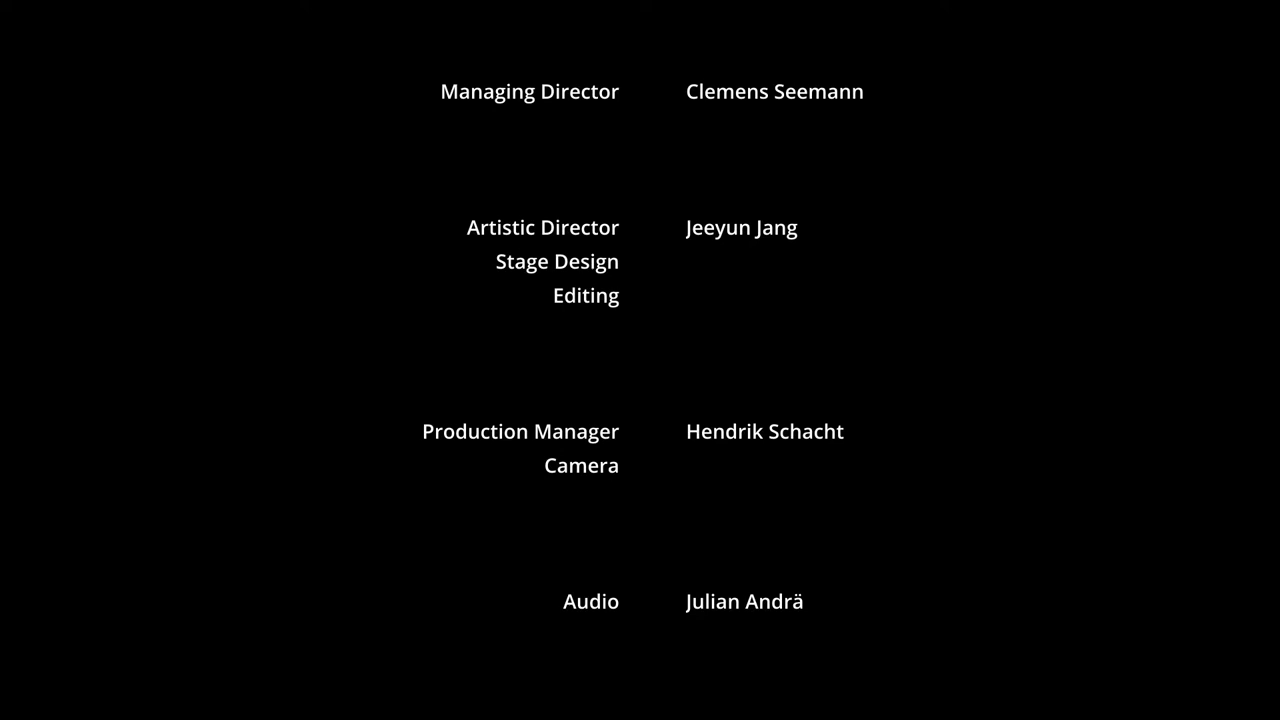 Managing Director Clemens Seemann
Artistic Director Jeeyun Jang
Stage Design
Editing
Production Manager Hendrik Schacht
Camera
Audio Julian Andrä